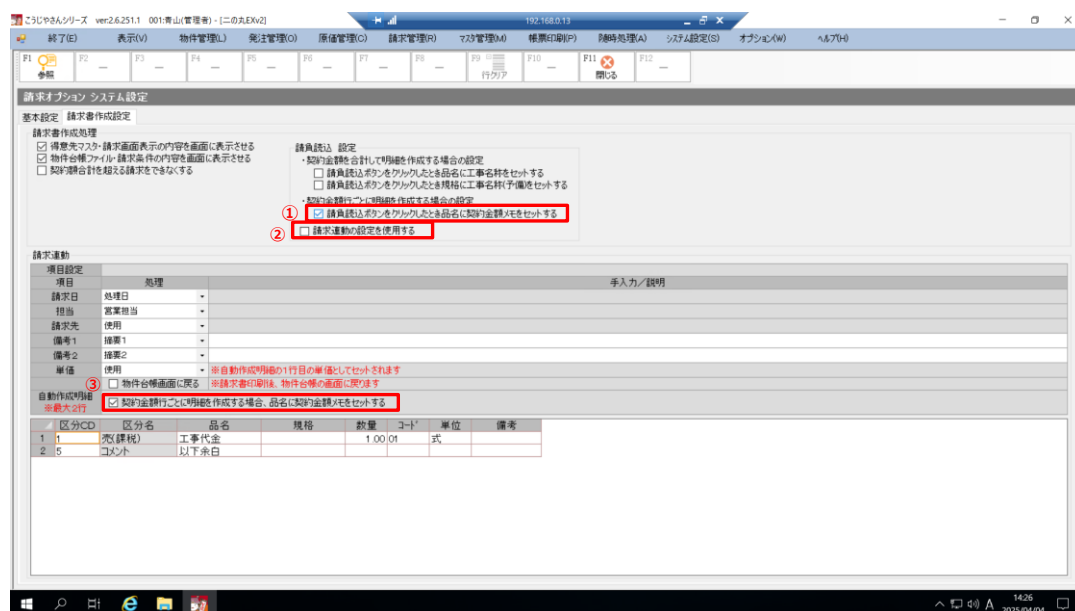 こうじやさんシリーズ ver:2.6.251.1 001:青山(管理者) - [二の丸EXv2]
192.168.0.13
終了(E) 表示(V) 物件管理(L) 発注管理(O) 原価管理(C) 請求管理(R) マスタ管理(M) 帳票印刷(P) 随時処理(A) システム設定(S) オプション(W) ヘルプ(H)
F1 参照 F2 F3 F4 F5 F6 F7 F8 F9 行クリア F10 F11 閉じる F12
請求オプション システム設定
基本設定 請求書作成設定
請求書作成処理
得意先マスタ・請求画面表示の内容を画面に表示させる
物件台帳ファイル・請求条件の内容を画面に表示させる
契約額合計を超える請求をできなくする
請負読込 設定
・契約金額を合計して明細を作成する場合の設定
請負読込ボタンをクリックしたとき品名に工事名称をセットする
請負読込ボタンをクリックしたとき規格に工事名称(予備)をセットする
・契約金額行ごとに明細を作成する場合の設定
① 請負読込ボタンをクリックしたとき品名に契約金額メモをセットする
② 請求連動の設定を使用する
請求連動
項目設定
項目 処理 手入力/説明
請求日 処理日
担当 営業担当
請求先 使用
備考1 摘要1
備考2 摘要2
単価 使用 ※自動作成明細の1行目の単価としてセットされます
③ 物件台帳画面に戻る ※請求書印刷後、物件台帳の画面に戻ります
自動作成明細
※最大2行
契約金額行ごとに明細を作成する場合、品名に契約金額メモをセットする
区分CD 区分名 品名 規格 数量 コード 単位 備考
1 1 売(課税) 工事代金 1.00 01 式
2 5 コメント 以下余白
14:26
2025/04/04